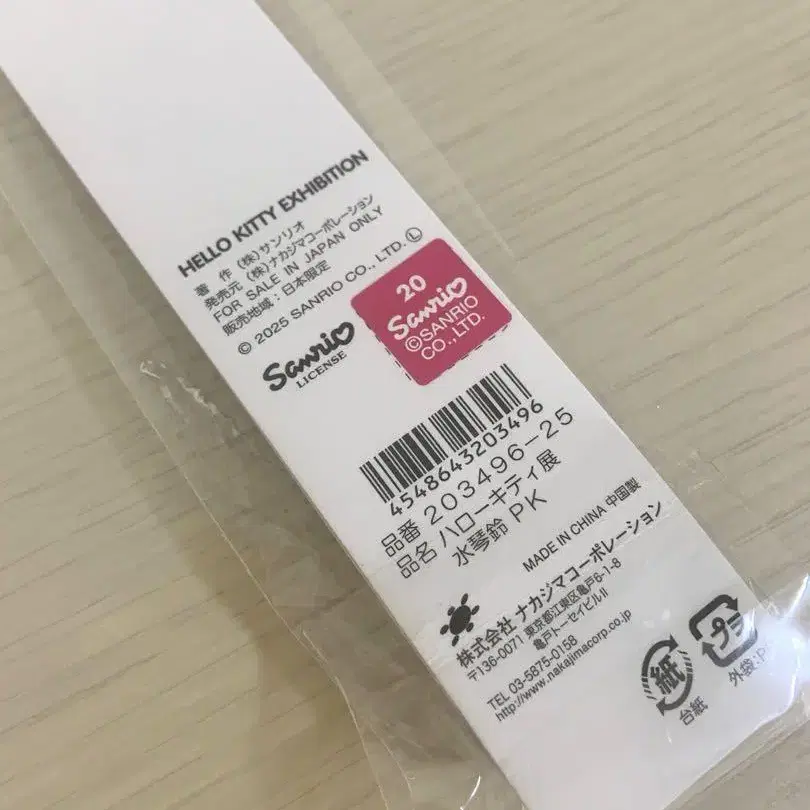 HELLO KITTY EXHIBITION
著 作 (株)サンリオ
発売元 (株)ナカジマコーポレーション
FOR SALE IN JAPAN ONLY
販売地域:日本限定
© 2025 SANRIO CO., LTD. Ⓛ
Sanrio
LICENSE
20
Sanrio
©SANRIO
CO., LTD.
4548643203496
品番 203496-25
品名 ハローキティ展
水琴鈴 PK
MADE IN CHINA 中国製
株式会社 ナカジマコーポレーション
〒136-0071 東京都江東区亀戸6-1-8
亀戸トーセイビルII
TEL 03-5875-0158
http://www.nakajimacorp.co.jp
紙
台紙
プラ
外袋:P